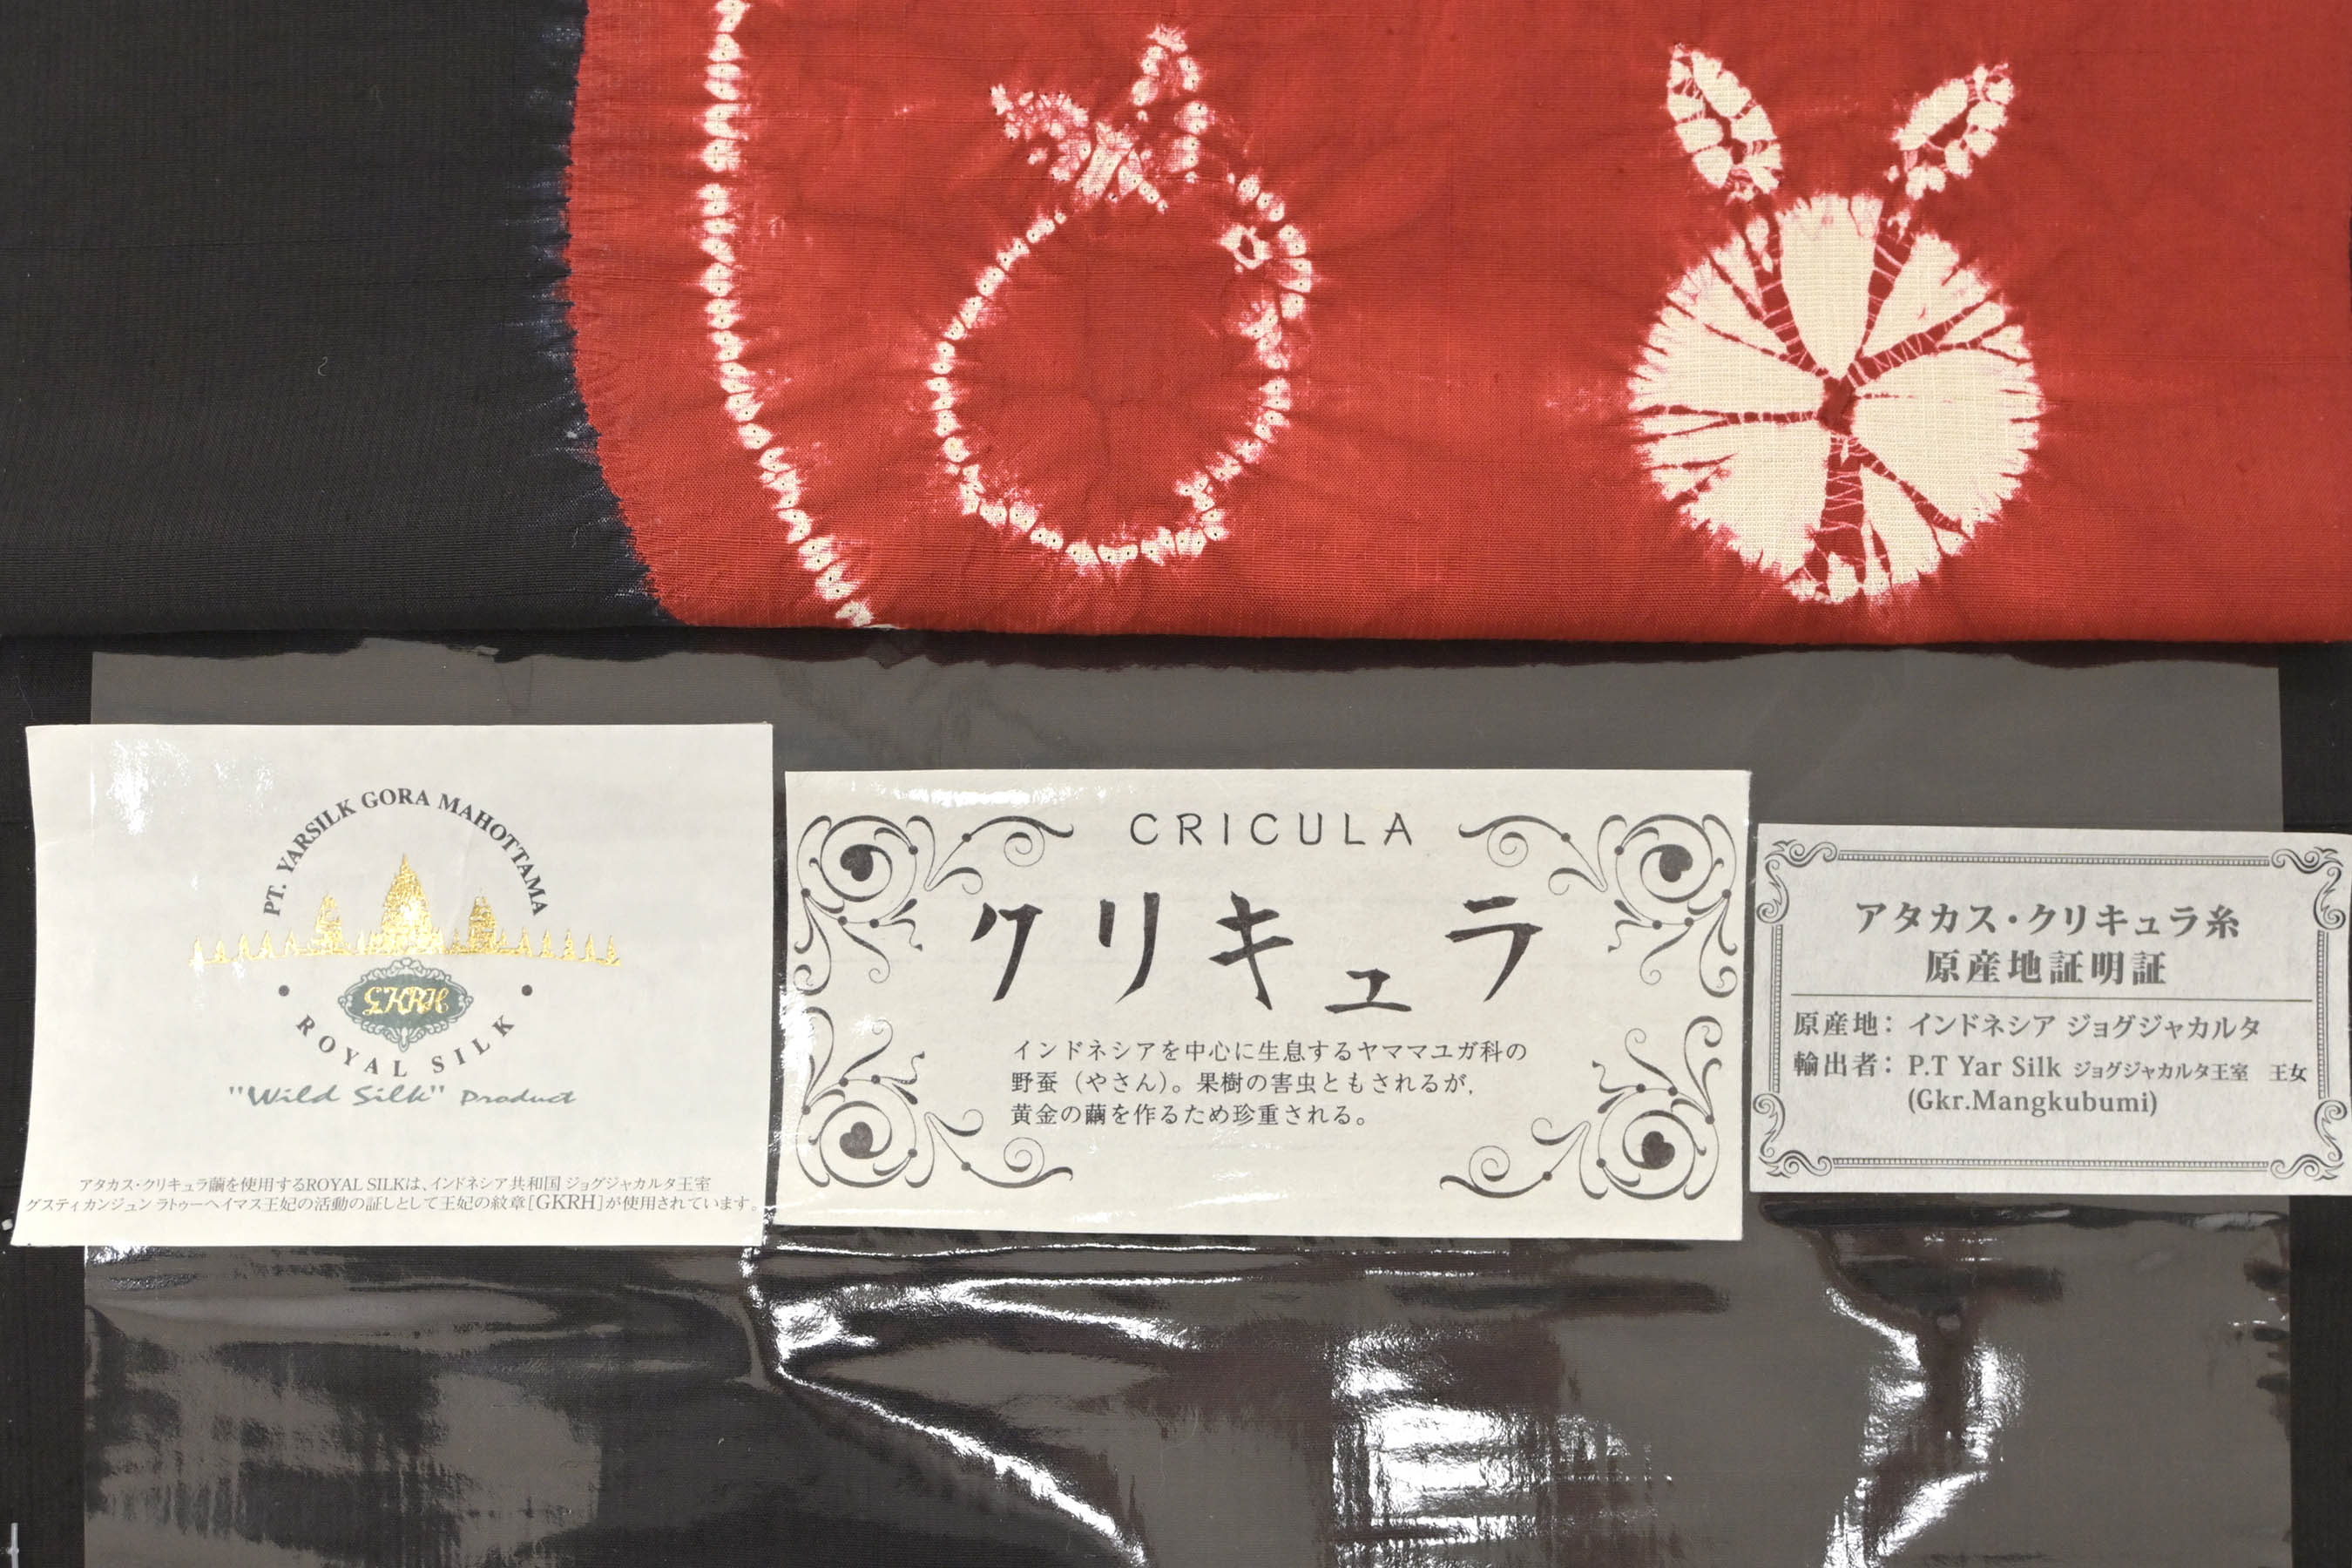 PT. YARSILK GORA MAHOTTAMA
GKRH
• ROYAL SILK •
"Wild Silk" Product
アタカス・クリキュラ繭を使用するROYAL SILKは、インドネシア共和国 ジョグジャカルタ王室
グスティカンジュン ラトゥーヘイマス王妃の活動の証しとして王妃の紋章[GKRH]が使用されています。
CRICULA
クリキュラ
インドネシアを中心に生息するヤママユガ科の
野蚕（やさん）。果樹の害虫ともされるが,
黄金の繭を作るため珍重される。
アタカス・クリキュラ糸
原産地証明証
原産地：インドネシア ジョグジャカルタ
輸出者：P.T Yar Silk ジョグジャカルタ王室 王女
(Gkr.Mangkubumi)